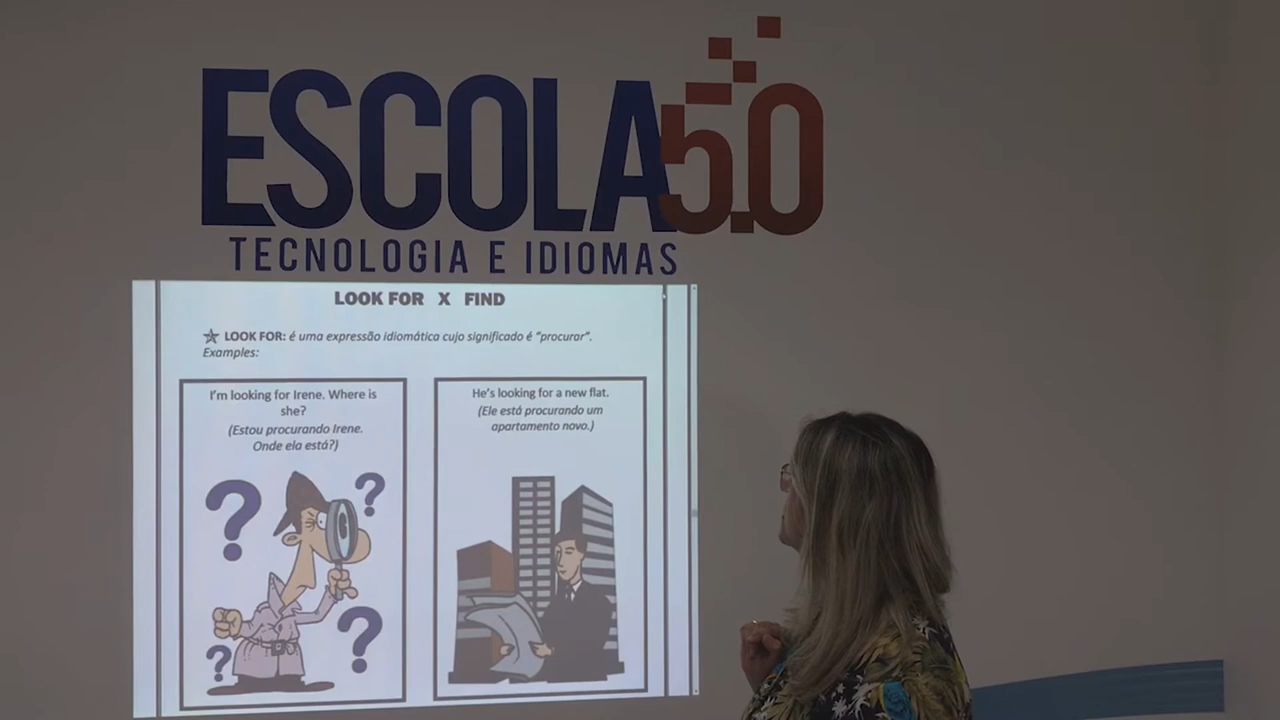 ESCOLA 5.0
TECNOLOGIA E IDIOMAS
LOOK FOR X FIND
LOOK FOR: é uma expressão idiomática cujo significado é “procurar”.
Examples:
I'm looking for Irene. Where is
she?
(Estou procurando Irene.
Onde ela está?)
? ? ? ?
He's looking for a new flat.
(Ele está procurando um
apartamento novo.)